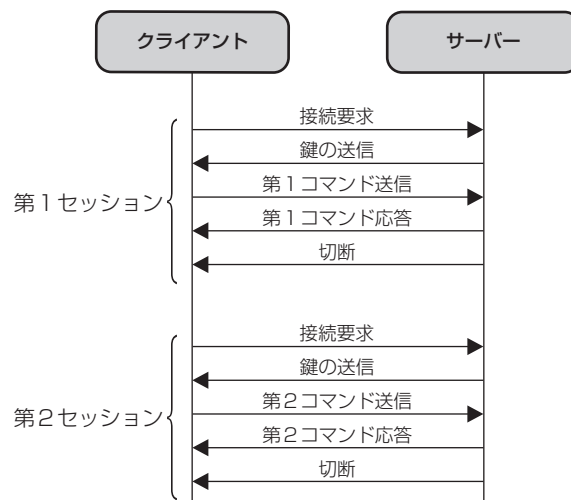 クライアント
サーバー
接続要求
鍵の送信
第1コマンド送信
第1コマンド応答
切断
第1セッション
接続要求
鍵の送信
第2コマンド送信
第2コマンド応答
切断
第2セッション